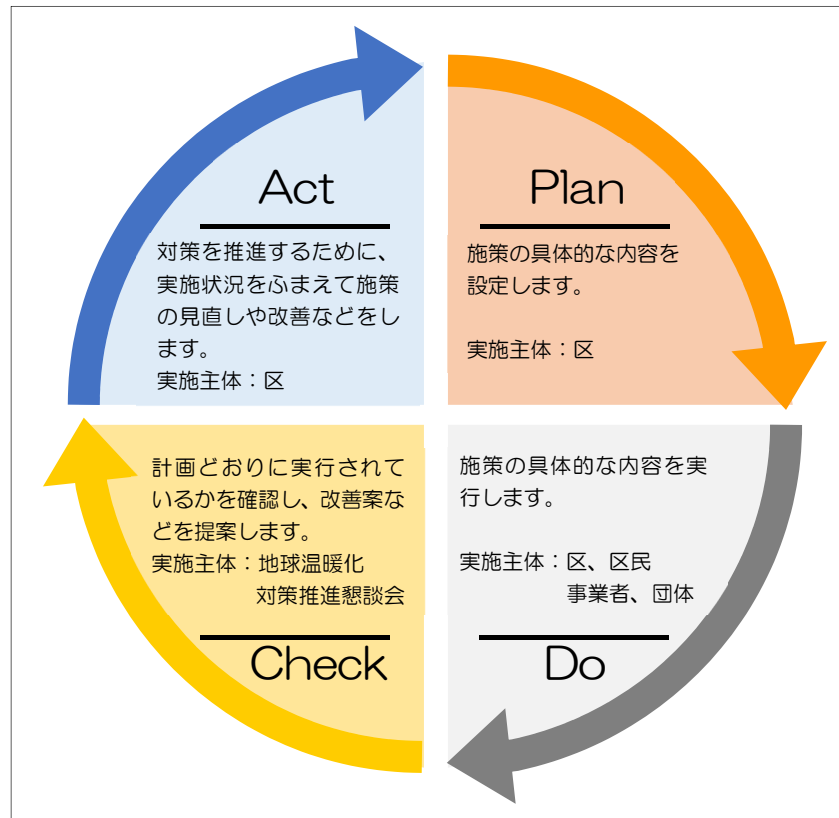 Act
対策を推進するために、
実施状況をふまえて施策
の見直しや改善などをし
ます。
実施主体：区
Plan
施策の具体的な内容を
設定します。
実施主体：区
計画どおりに実行されて
いるかを確認し、改善案な
どを提案します。
実施主体：地球温暖化
対策推進懇談会
Check
施策の具体的な内容を実
行します。
実施主体：区、区民
事業者、団体
Do